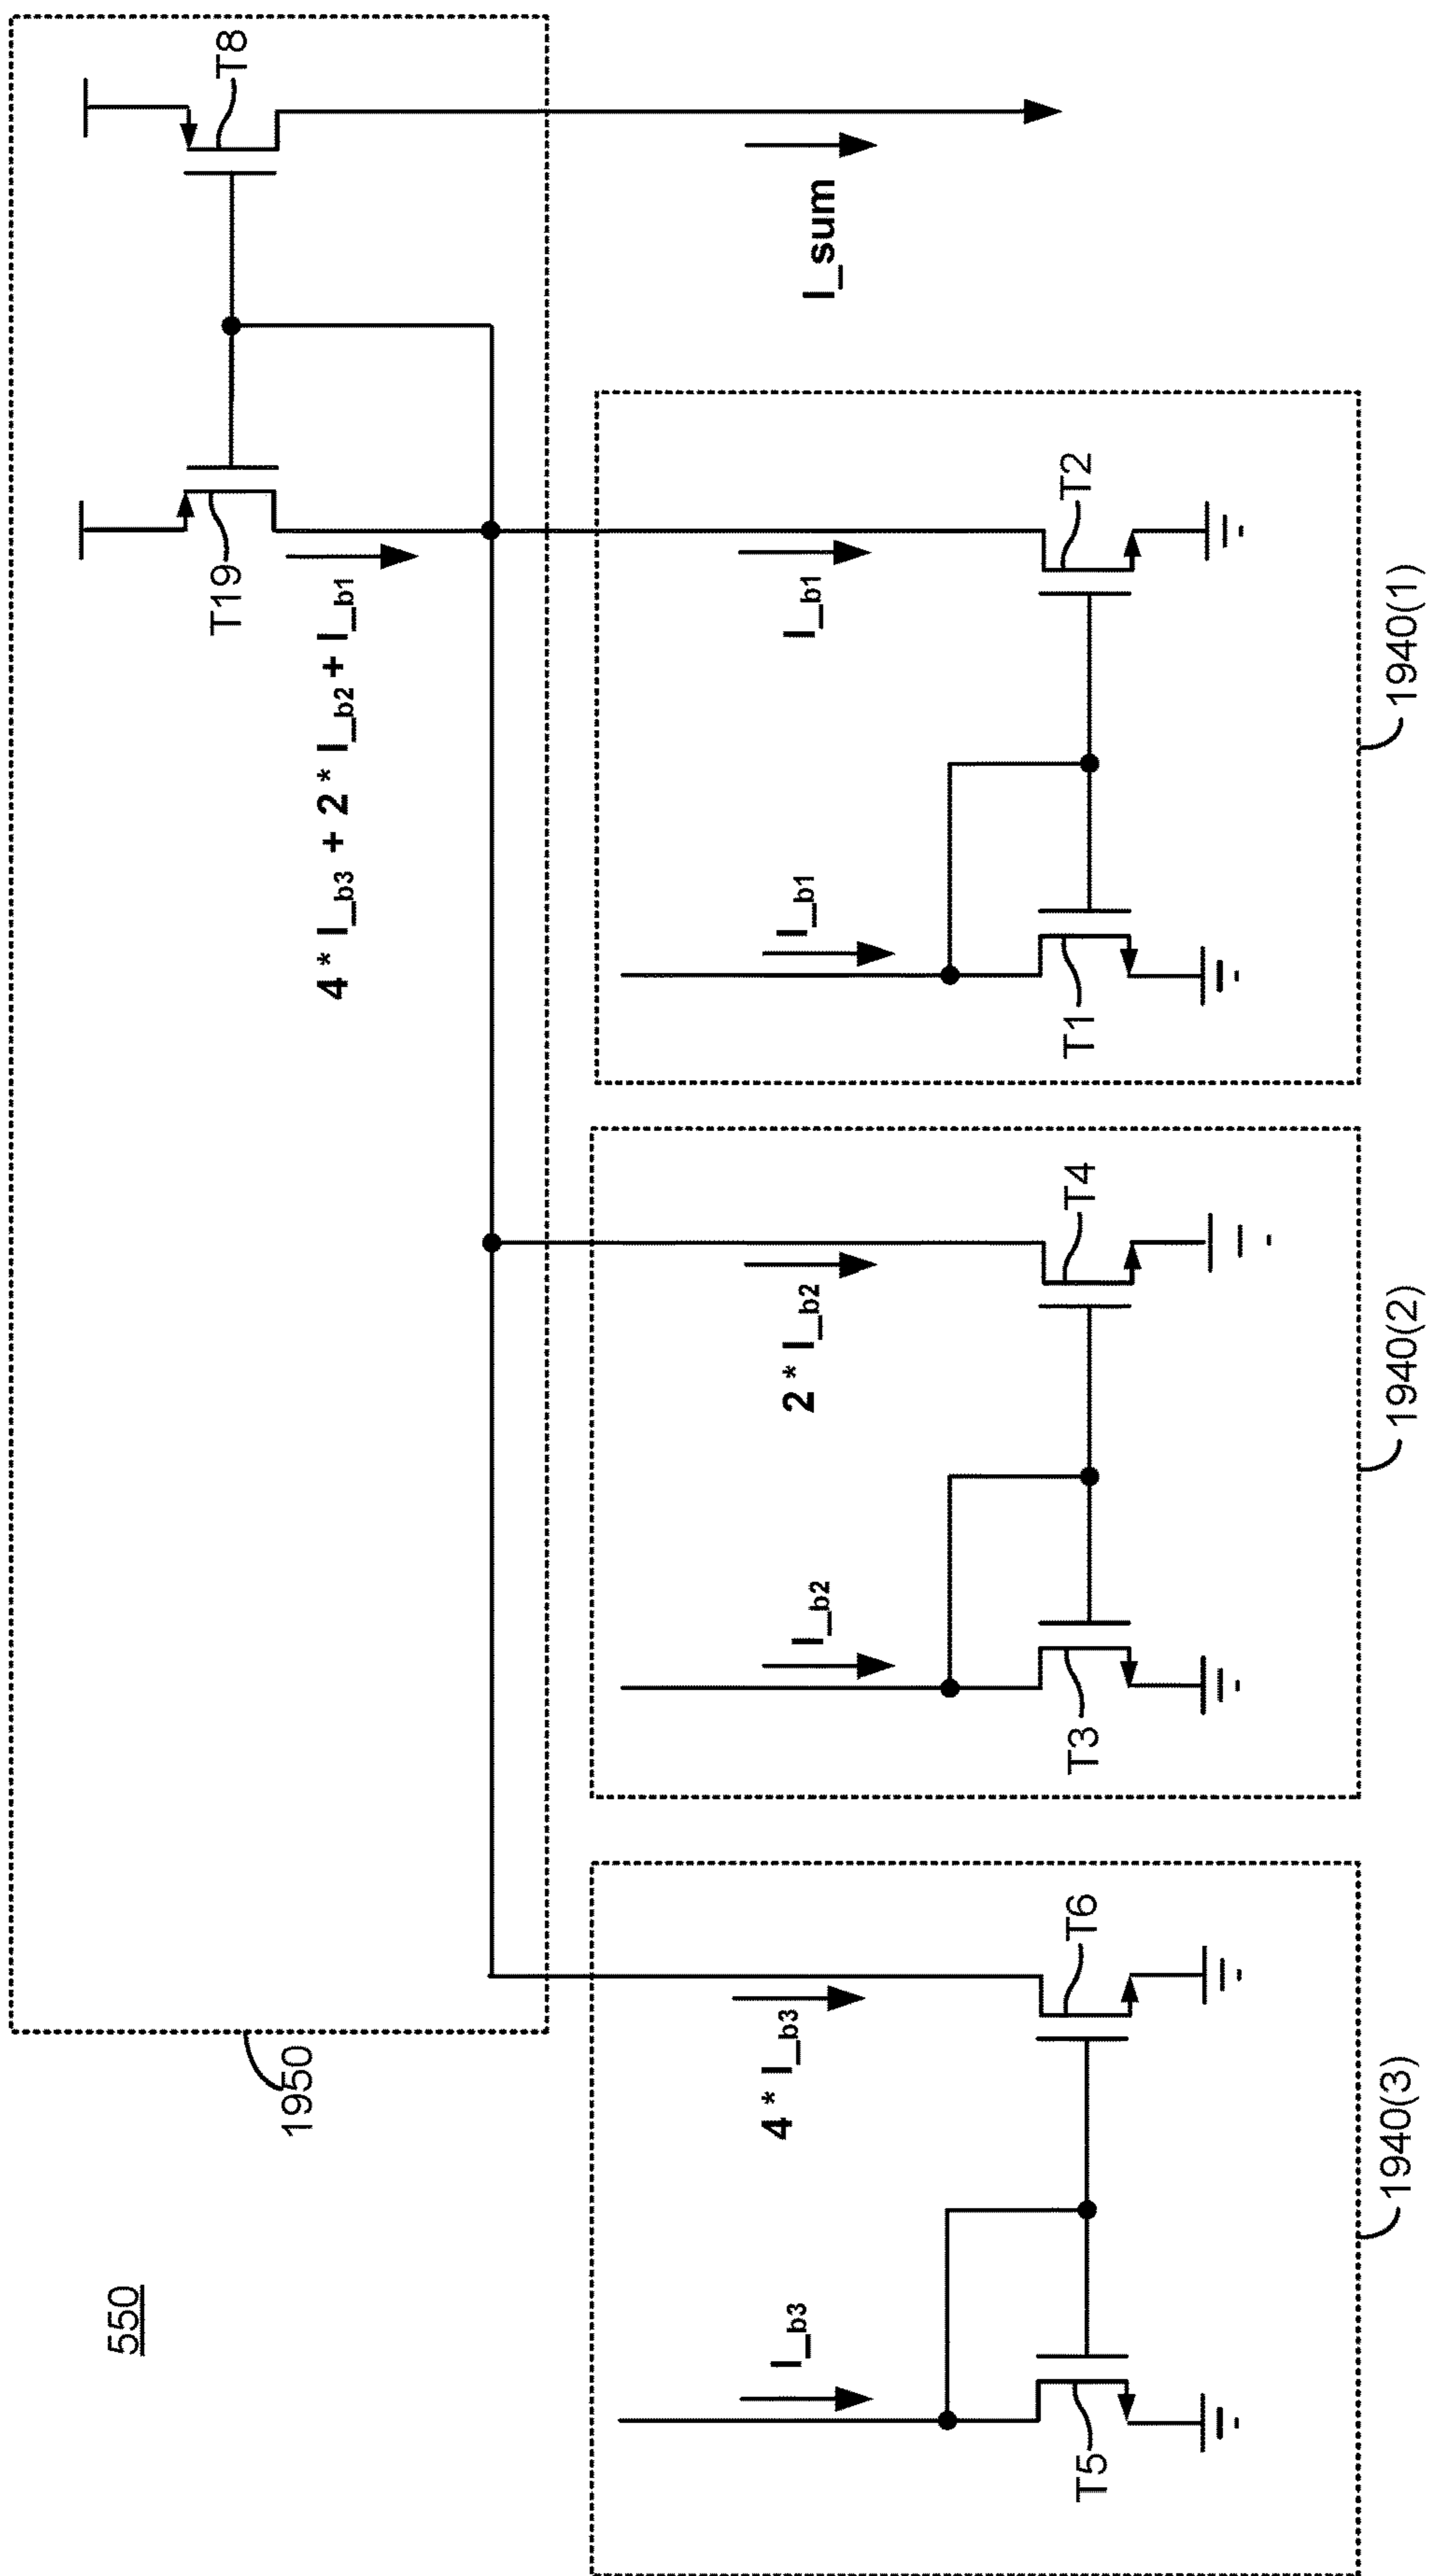 550
1950
T19
T8
4 * I_b3 + 2 * I_b2 + I_b1
I_sum
I_b3
4 * I_b3
T5
T6
1940(3)
I_b2
2 * I_b2
T3
T4
1940(2)
I_b1
I_b1
T1
T2
1940(1)